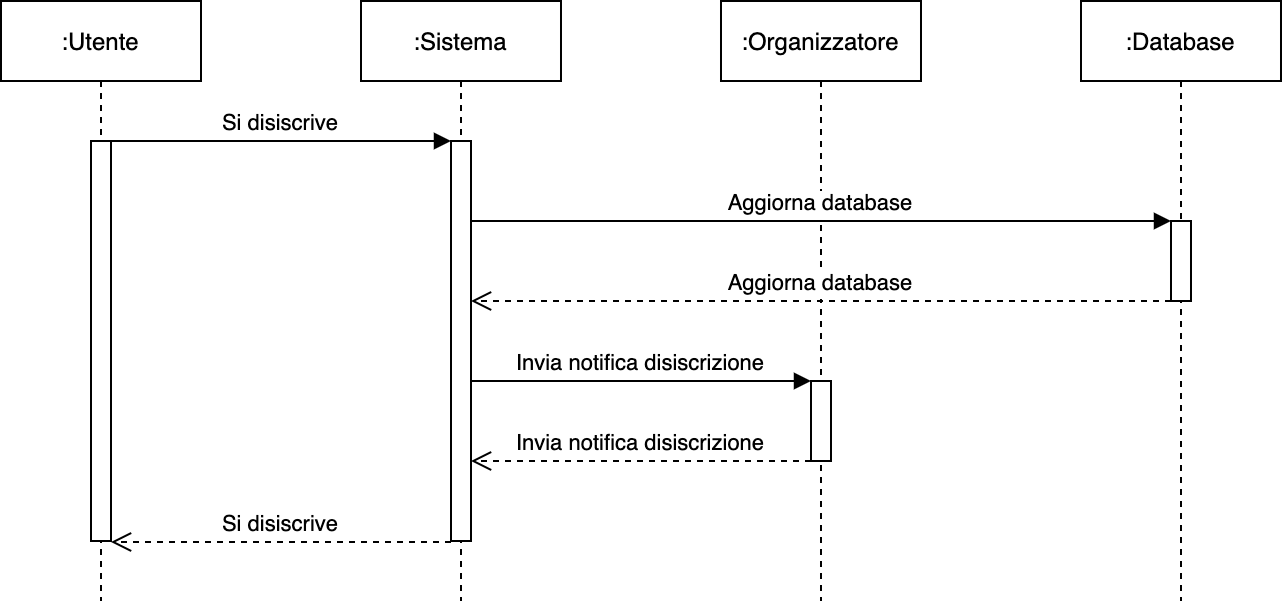 :Utente
:Sistema
:Organizzatore
:Database
Si disiscrive
Aggiorna database
Aggiorna database
Invia notifica disiscrizione
Invia notifica disiscrizione
Si disiscrive